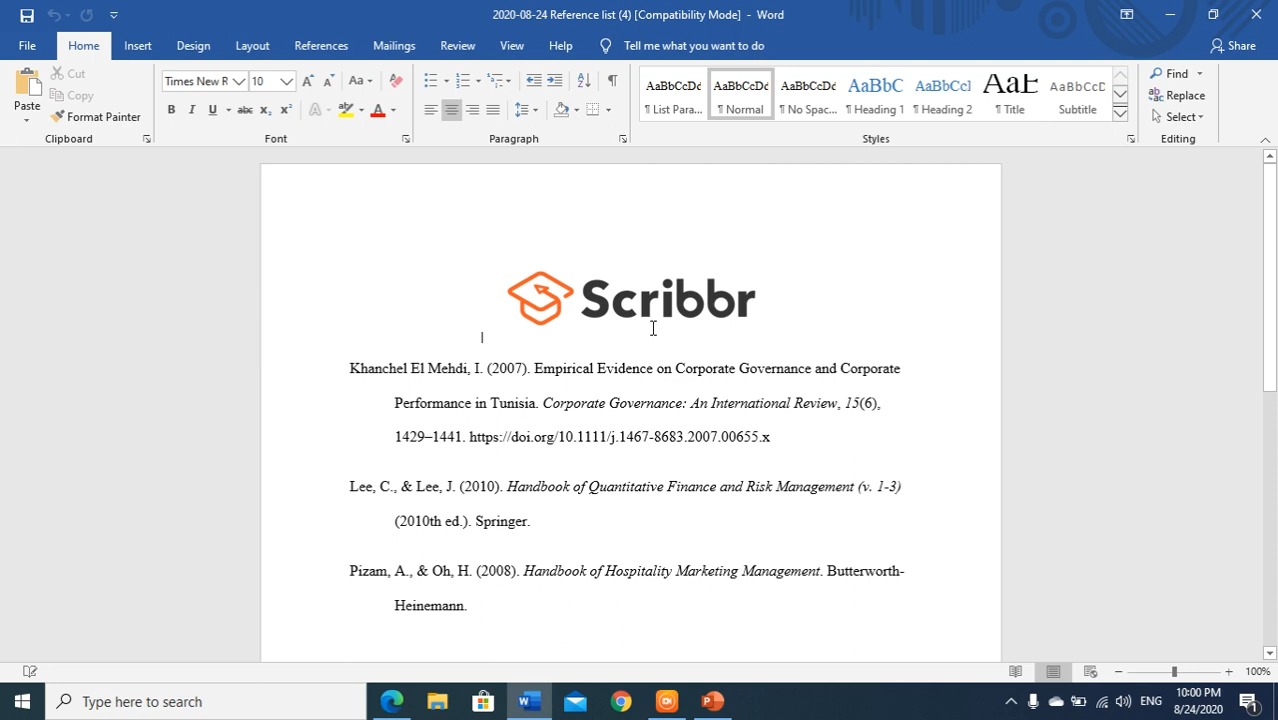 2020-08-24 Reference list (4) [Compatibility Mode] - Word
File Home Insert Design Layout References Mailings Review View Help Tell me what you want to do Share
Paste
Cut
Copy
Format Painter
Clipboard
Times New R 10
Font
Paragraph
AaBbCcDd AaBbCcDd AaBbCcDd AaBbC AaBbCcI AaB AaBbCcD
¶ List Para... ¶ Normal ¶ No Spac... ¶ Heading 1 ¶ Heading 2 ¶ Title Subtitle
Styles
Find
Replace
Select
Editing
Scribbr
Khanchel El Mehdi, I. (2007). Empirical Evidence on Corporate Governance and Corporate
Performance in Tunisia. Corporate Governance: An International Review, 15(6),
1429–1441. https://doi.org/10.1111/j.1467-8683.2007.00655.x
Lee, C., & Lee, J. (2010). Handbook of Quantitative Finance and Risk Management (v. 1-3)
(2010th ed.). Springer.
Pizam, A., & Oh, H. (2008). Handbook of Hospitality Marketing Management. Butterworth-
Heinemann.
100%
Type here to search
ENG
10:00 PM
8/24/2020